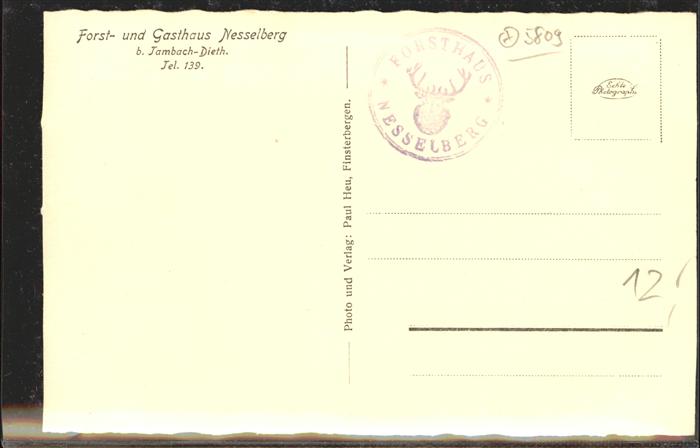 Forst- und Gasthaus Nesselberg
b. Tambach-Dieth.
Tel. 139.
Photo und Verlag: Paul Heu, Finsterbergen.
FORSTHAUS
NESSELBERG
5809
Echte
Photographie
12